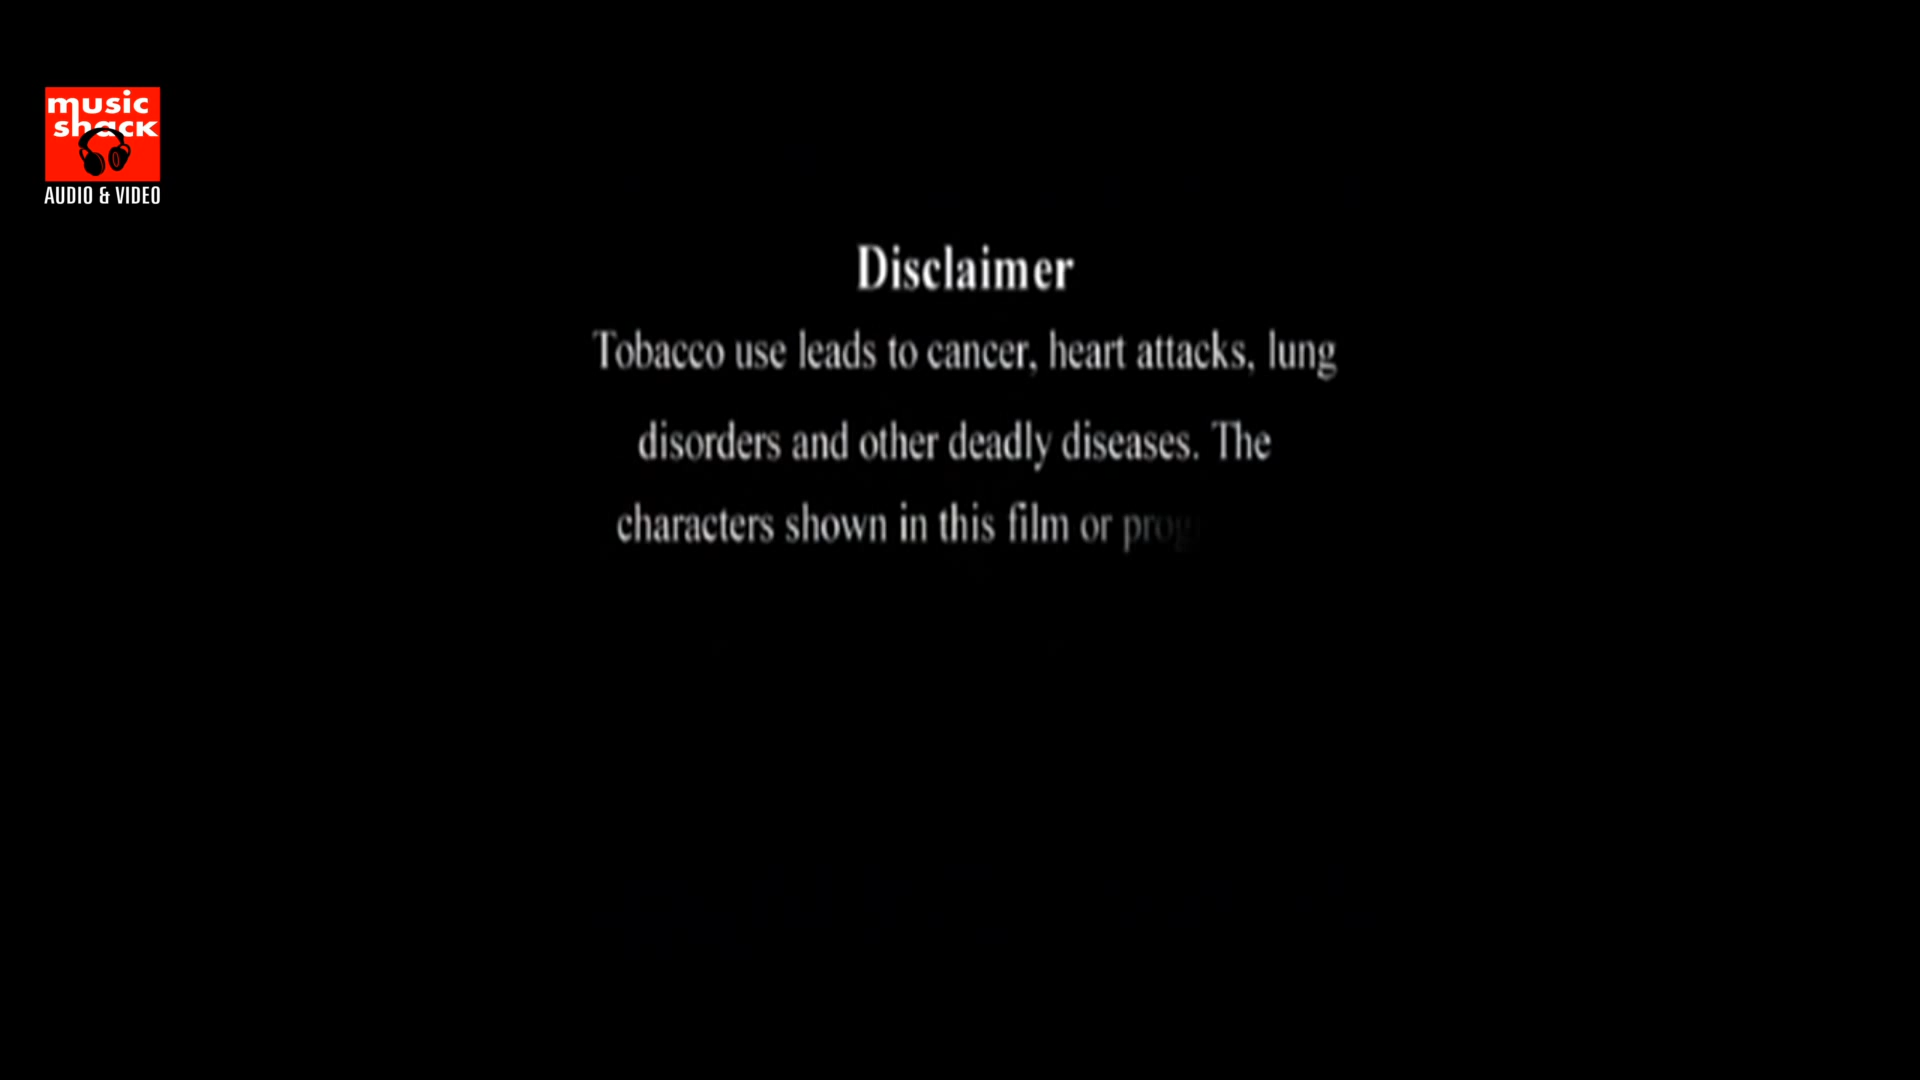 music
shack
AUDIO & VIDEO
Disclaimer
Tobacco use leads to cancer, heart attacks, lung
disorders and other deadly diseases. The
characters shown in this film or